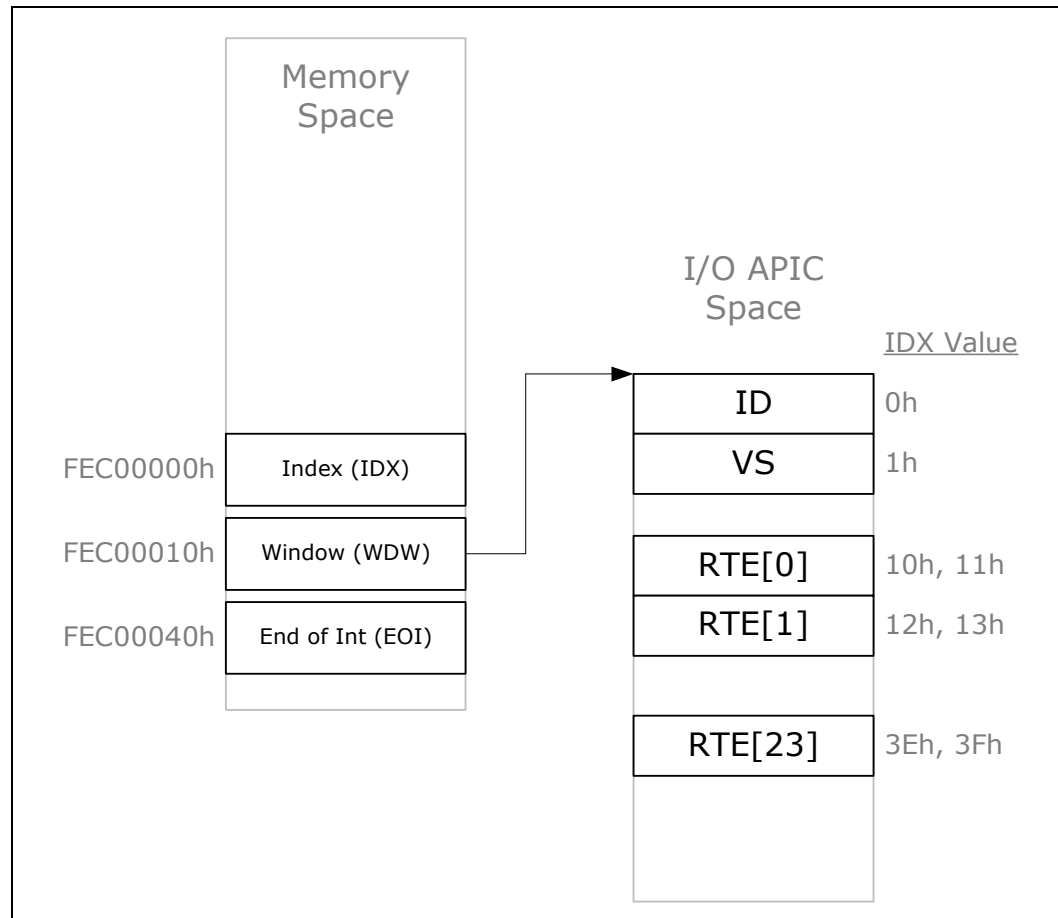 Memory
Space
I/O APIC
Space
IDX Value
ID
0h
FEC00000h
Index (IDX)
VS
1h
FEC00010h
Window (WDW)
RTE[0]
10h, 11h
FEC00040h
End of Int (EOI)
RTE[1]
12h, 13h
RTE[23]
3Eh, 3Fh